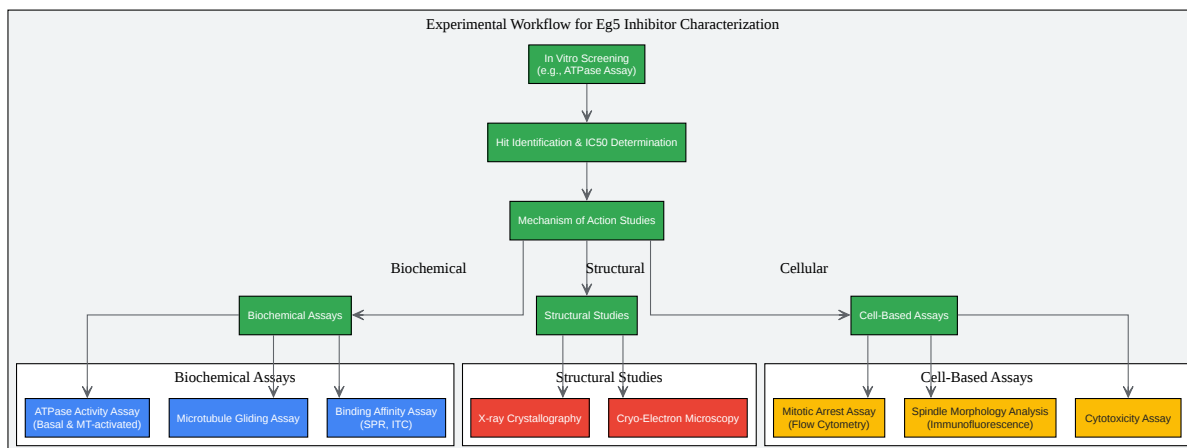 Experimental Workflow for Eg5 Inhibitor Characterization
In Vitro Screening
(e.g., ATPase Assay)
Hit Identification & IC50 Determination
Mechanism of Action Studies
Biochemical
Structural
Cellular
Biochemical Assays
Structural Studies
Cell-Based Assays
Biochemical Assays
Structural Studies
Cell-Based Assays
ATPase Activity Assay
(Basal & MT-activated)
Microtubule Gliding Assay
Binding Affinity Assay
(SPR, ITC)
X-ray Crystallography
Cryo-Electron Microscopy
Mitotic Arrest Assay
(Flow Cytometry)
Spindle Morphology Analysis
(Immunofluorescence)
Cytotoxicity Assay